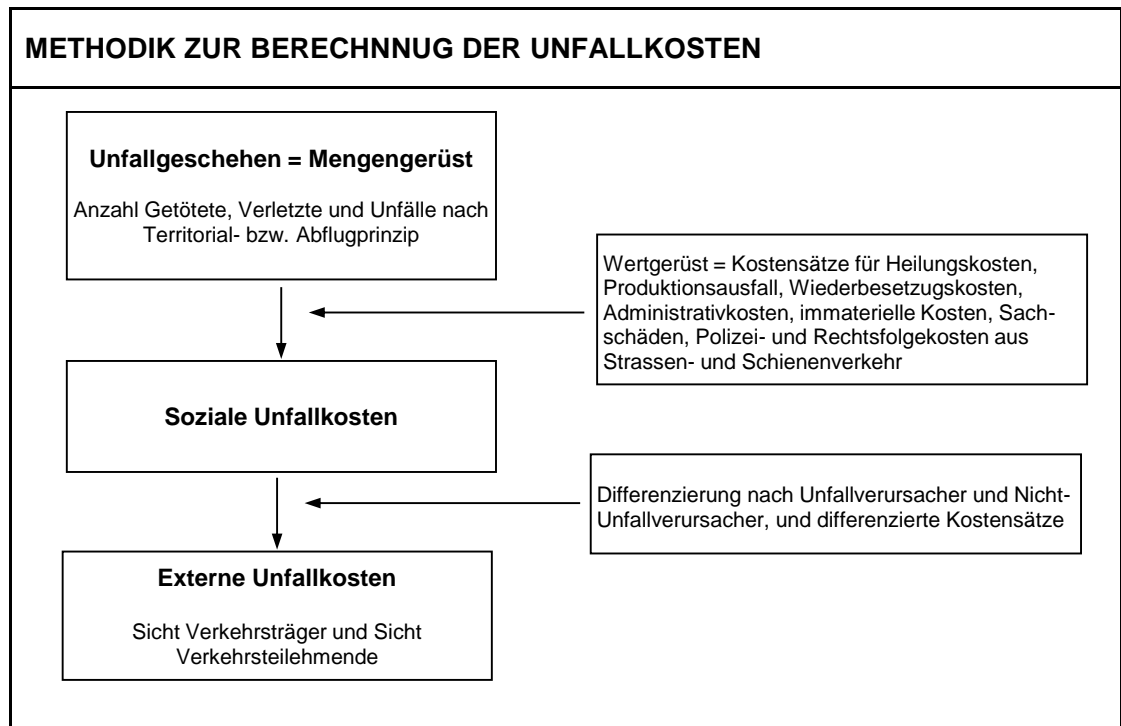 METHODIK ZUR BERECHNNUG DER UNFALLKOSTEN
Unfallgeschehen = Mengengerüst
Anzahl Getötete, Verletzte und Unfälle nach
Territorial- bzw. Abflugprinzip
Wertgerüst = Kostensätze für Heilungskosten,
Produktionsausfall, Wiederbesetzugskosten,
Administrativkosten, immaterielle Kosten, Sach-
schäden, Polizei- und Rechtsfolgekosten aus
Strassen- und Schienenverkehr
Soziale Unfallkosten
Differenzierung nach Unfallverursacher und Nicht-
Unfallverursacher, und differenzierte Kostensätze
Externe Unfallkosten
Sicht Verkehrsträger und Sicht
Verkehrsteilehmende